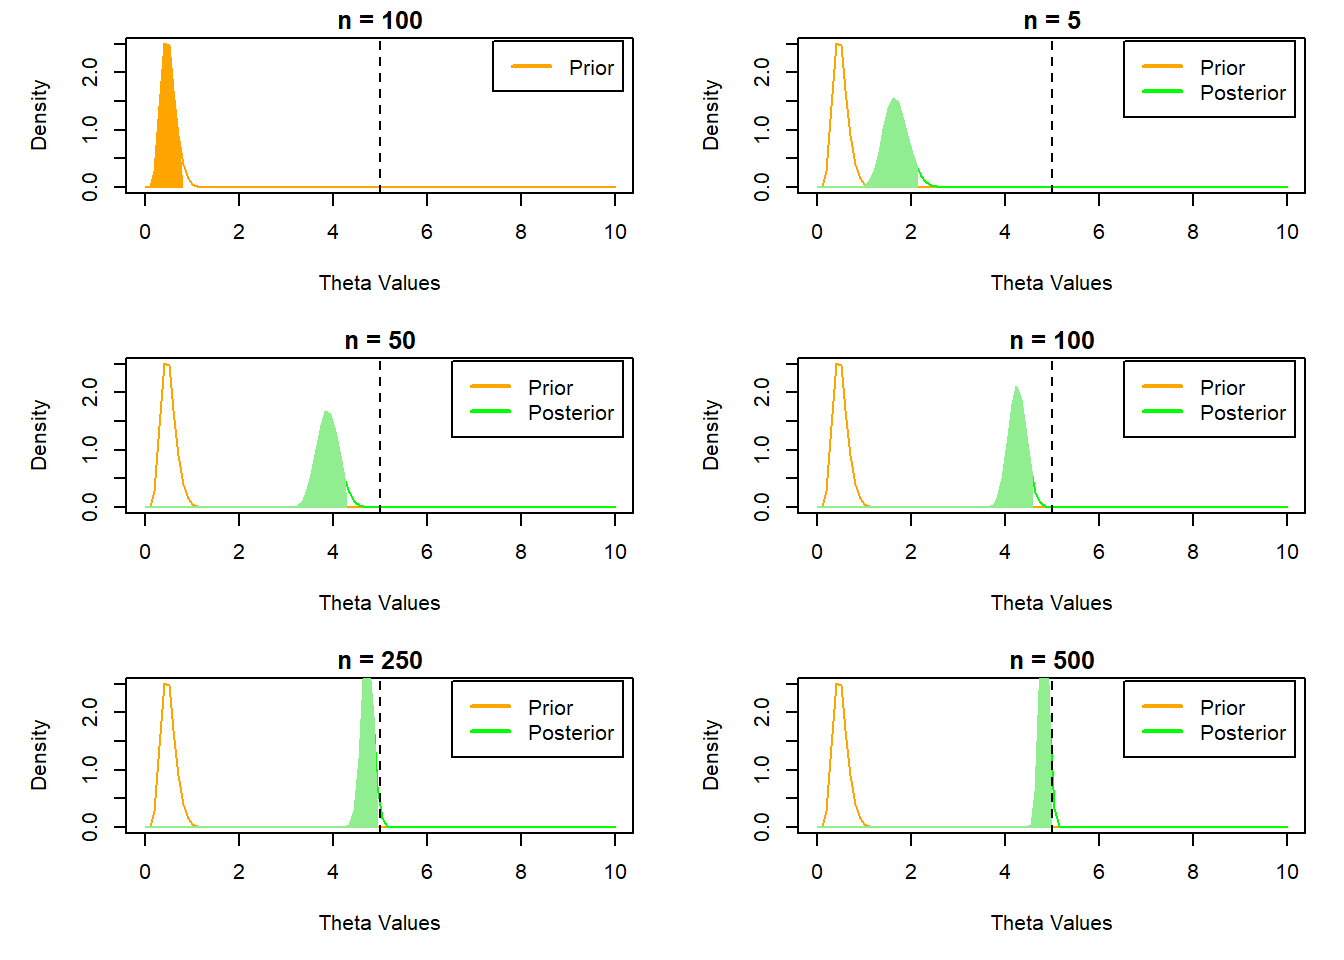 n = 100
Density
0.0 1.0 2.0
Prior
0 2 4 6 8 10
Theta Values
n = 5
Density
0.0 1.0 2.0
Prior
Posterior
0 2 4 6 8 10
Theta Values
n = 50
Density
0.0 1.0 2.0
Prior
Posterior
0 2 4 6 8 10
Theta Values
n = 100
Density
0.0 1.0 2.0
Prior
Posterior
0 2 4 6 8 10
Theta Values
n = 250
Density
0.0 1.0 2.0
Prior
Posterior
0 2 4 6 8 10
Theta Values
n = 500
Density
0.0 1.0 2.0
Prior
Posterior
0 2 4 6 8 10
Theta Values